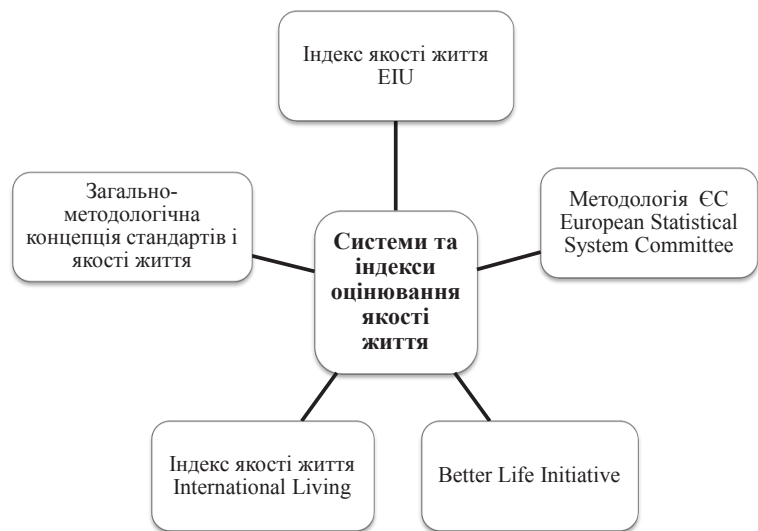 Індекс якості життя
EIU
Загально-
методологічна
концепція стандартів і
якості життя
Методологія ЄС
European Statistical
System Committee
Системи та
індекси
оцінювання
якості
життя
Індекс якості життя
International Living
Better Life Initiative